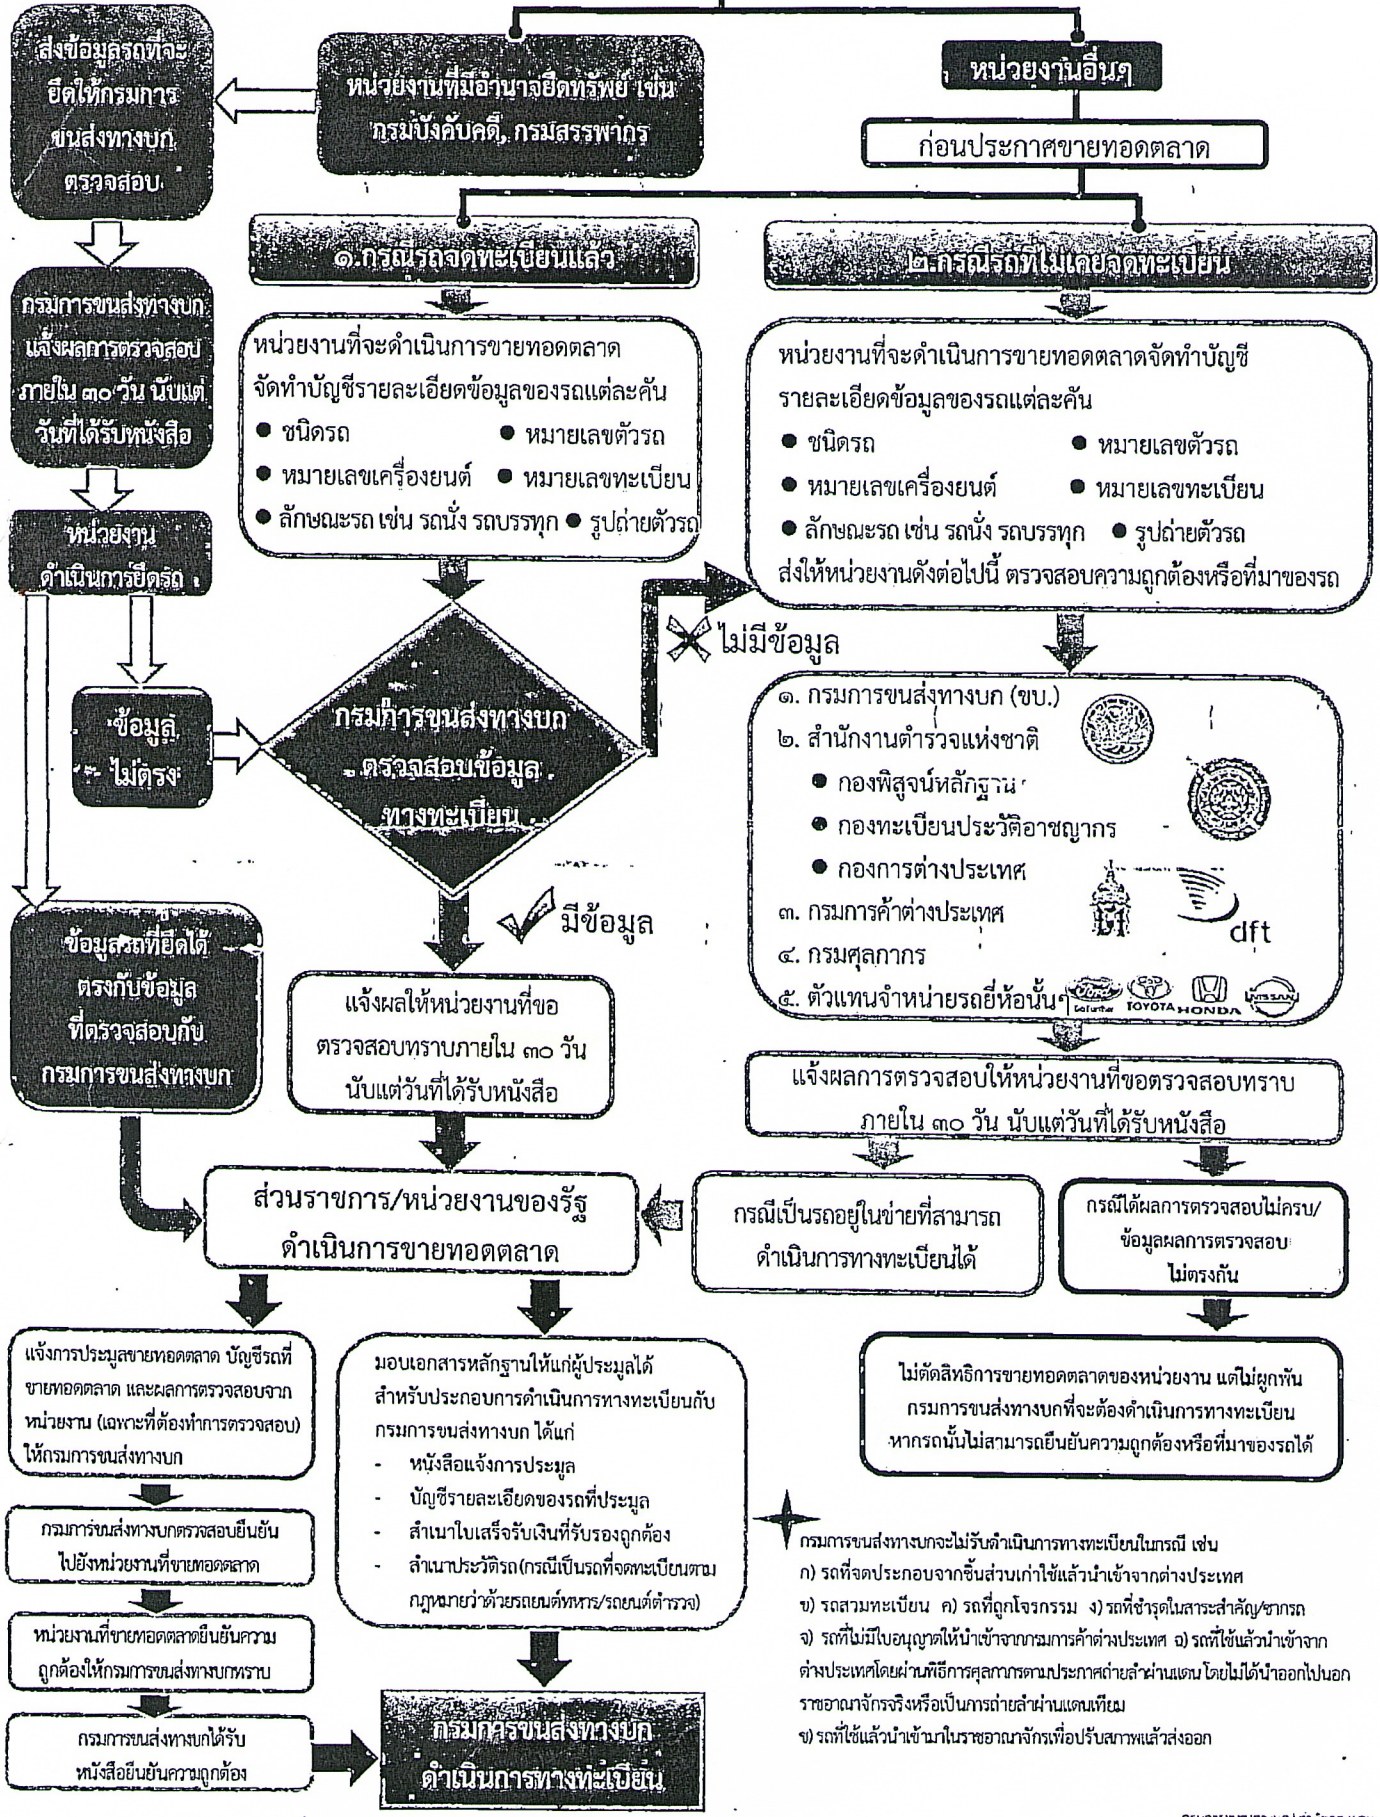 ส่งข้อมูลรถที่จะ
ยึดให้กรมการ
ขนส่งทางบก
ตรวจสอบ
หน่วยงานที่มีอำนาจยึดทรัพย์ เช่น
กรมบังคับคดี, กรมสรรพากร
หน่วยงานอื่นๆ
ก่อนประกาศขายทอดตลาด
กรมการขนส่งทางบก
แจ้งผลการตรวจสอบ
ภายใน ๓๐ วัน นับแต่
วันที่ได้รับหนังสือ
หน่วยงาน
ดำเนินการยึดรถ
ข้อมูล
ไม่ตรง
ข้อมูลรถที่ยึดได้
ตรงกับข้อมูล
ที่ตรวจสอบกับ
กรมการขนส่งทางบก
๑.กรณีรถจดทะเบียนแล้ว
หน่วยงานที่จะดำเนินการขายทอดตลาด
จัดทำบัญชีรายละเอียดข้อมูลของรถแต่ละคัน
● ชนิดรถ ● หมายเลขตัวรถ
● หมายเลขเครื่องยนต์ ● หมายเลขทะเบียน
● ลักษณะรถ เช่น รถนั่ง รถบรรทุก ● รูปถ่ายตัวรถ
กรมการขนส่งทางบก
ตรวจสอบข้อมูล
ทางทะเบียน
ไม่มีข้อมูล
มีข้อมูล
แจ้งผลให้หน่วยงานที่ขอ
ตรวจสอบทราบภายใน ๓๐ วัน
นับแต่วันที่ได้รับหนังสือ
๒.กรณีรถที่ไม่เคยจดทะเบียน
หน่วยงานที่จะดำเนินการขายทอดตลาดจัดทำบัญชี
รายละเอียดข้อมูลของรถแต่ละคัน
● ชนิดรถ ● หมายเลขตัวรถ
● หมายเลขเครื่องยนต์ ● หมายเลขทะเบียน
● ลักษณะรถ เช่น รถนั่ง รถบรรทุก ● รูปถ่ายตัวรถ
ส่งให้หน่วยงานดังต่อไปนี้ ตรวจสอบความถูกต้องหรือที่มาของรถ
๑. กรมการขนส่งทางบก (ขบ.)
๒. สำนักงานตำรวจแห่งชาติ
● กองพิสูจน์หลักฐาน
● กองทะเบียนประวัติอาชญากร
● กองการต่างประเทศ
๓. กรมการค้าต่างประเทศ
dft
๔. กรมศุลกากร
๕. ตัวแทนจำหน่ายรถยี่ห้อนั้นๆ
Ford TOYOTA HONDA NISSAN
แจ้งผลการตรวจสอบให้หน่วยงานที่ขอตรวจสอบทราบ
ภายใน ๓๐ วัน นับแต่วันที่ได้รับหนังสือ
ส่วนราชการ/หน่วยงานของรัฐ
ดำเนินการขายทอดตลาด
กรณีเป็นรถอยู่ในข่ายที่สามารถ
ดำเนินการทางทะเบียนได้
กรณีได้ผลการตรวจสอบไม่ครบ/
ข้อมูลผลการตรวจสอบ
ไม่ตรงกัน
แจ้งการประมูลขายทอดตลาด บัญชีรถที่
ขายทอดตลาด และผลการตรวจสอบจาก
หน่วยงาน (เฉพาะที่ต้องทำการตรวจสอบ)
ให้กรมการขนส่งทางบก
กรมการขนส่งทางบกตรวจสอบยืนยัน
ไปยังหน่วยงานที่ขายทอดตลาด
หน่วยงานที่ขายทอดตลาดยืนยันความ
ถูกต้องให้กรมการขนส่งทางบกทราบ
กรมการขนส่งทางบกได้รับ
หนังสือยืนยันความถูกต้อง
มอบเอกสารหลักฐานให้แก่ผู้ประมูลได้
สำหรับประกอบการดำเนินการทางทะเบียนกับ
กรมการขนส่งทางบก ได้แก่
- หนังสือแจ้งการประมูล
- บัญชีรายละเอียดของรถที่ประมูล
- สำเนาใบเสร็จรับเงินที่รับรองถูกต้อง
- สำเนาประวัติรถ(กรณีเป็นรถที่จดทะเบียนตาม
กฎหมายว่าด้วยรถยนต์ทหาร/รถยนต์ตำรวจ)
กรมการขนส่งทางบก
ดำเนินการทางทะเบียน
ไม่ตัดสิทธิการขายทอดตลาดของหน่วยงาน แต่ไม่ผูกพัน
กรมการขนส่งทางบกที่จะต้องดำเนินการทางทะเบียน
หากรถนั้นไม่สามารถยืนยันความถูกต้องหรือที่มาของรถได้
กรมการขนส่งทางบกจะไม่รับดำเนินการทางทะเบียนในกรณี เช่น
ก) รถที่จดประกอบจากชิ้นส่วนเก่าใช้แล้วนำเข้าจากต่างประเทศ
ข) รถสวมทะเบียน ค) รถที่ถูกโจรกรรม ง) รถที่ชำรุดในสาระสำคัญ/ซากรถ
จ) รถที่ไม่มีใบอนุญาตให้นำเข้าจากกรมการค้าต่างประเทศ ฉ) รถที่ใช้แล้วนำเข้าจาก
ต่างประเทศโดยผ่านพิธีการศุลกากรตามประกาศถ่ายลำผ่านแดน โดยไม่ได้นำออกไปนอก
ราชอาณาจักรจริงหรือเป็นการถ่ายลำผ่านแดนเทียม
ช) รถที่ใช้แล้วนำเข้ามาในราชอาณาจักรเพื่อปรับสภาพแล้วส่งออก